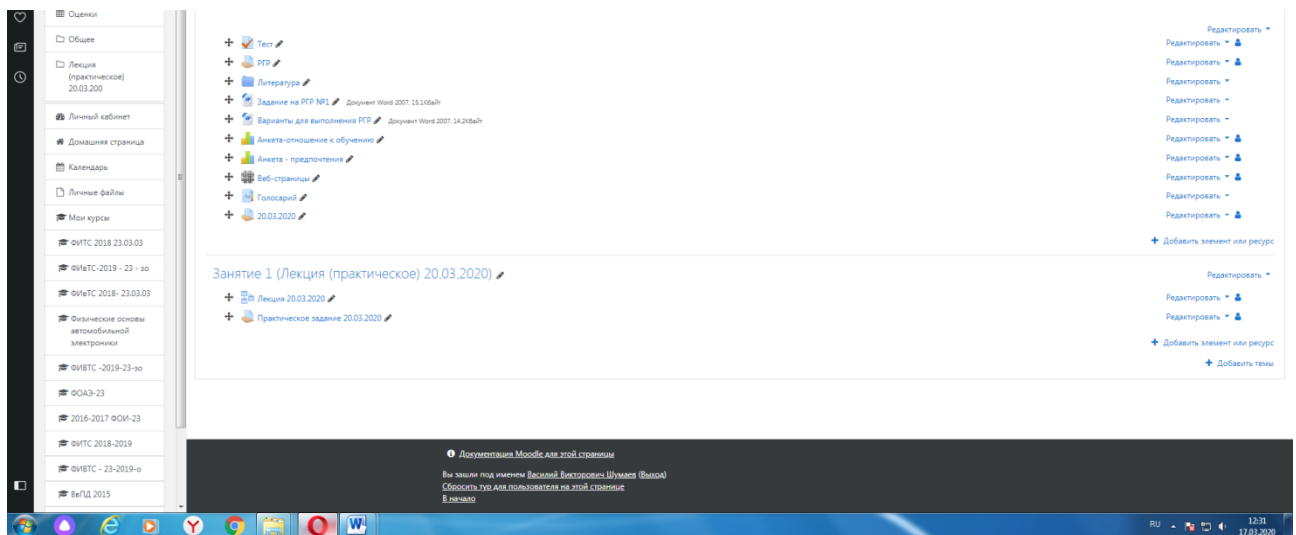 Оценки
Общее
Лекция
(практическое)
20.03.200
Личный кабинет
Домашняя страница
Календарь
Личные файлы
Мои курсы
ФИТС 2018 23.03.03
ФИвТС-2019 - 23 - зо
ФИвТС 2018- 23.03.03
Физические основы
автомобильной
электроники
ФИВТС -2019-23-зо
ФОАЭ-23
2016-2017 ФОИ-23
ФИТС 2018-2019
ФИВТС - 23-2019-о
ВвПД 2015
Редактировать
Тест Редактировать
РГР Редактировать
Литература Редактировать
Задание на РГР №1 Документ Word 2007, 15.1Кбайт Редактировать
Варианты для выполнения РГР Документ Word 2007, 14.2Кбайт Редактировать
Анкета-отношение к обучению Редактировать
Анкета - предпочтения Редактировать
Веб-страницы Редактировать
Голосарий Редактировать
20.03.2020 Редактировать
Добавить элемент или ресурс
Занятие 1 (Лекция (практическое) 20.03.2020) Редактировать
Лекция 20.03.2020 Редактировать
Практическое задание 20.03.2020 Редактировать
Добавить элемент или ресурс
Добавить темы
Документация Moodle для этой страницы
Вы зашли под именем Василий Викторович Шумаев (Выход)
Сбросить тур для пользователя на этой странице
В начало
RU 12:31
17.03.2020